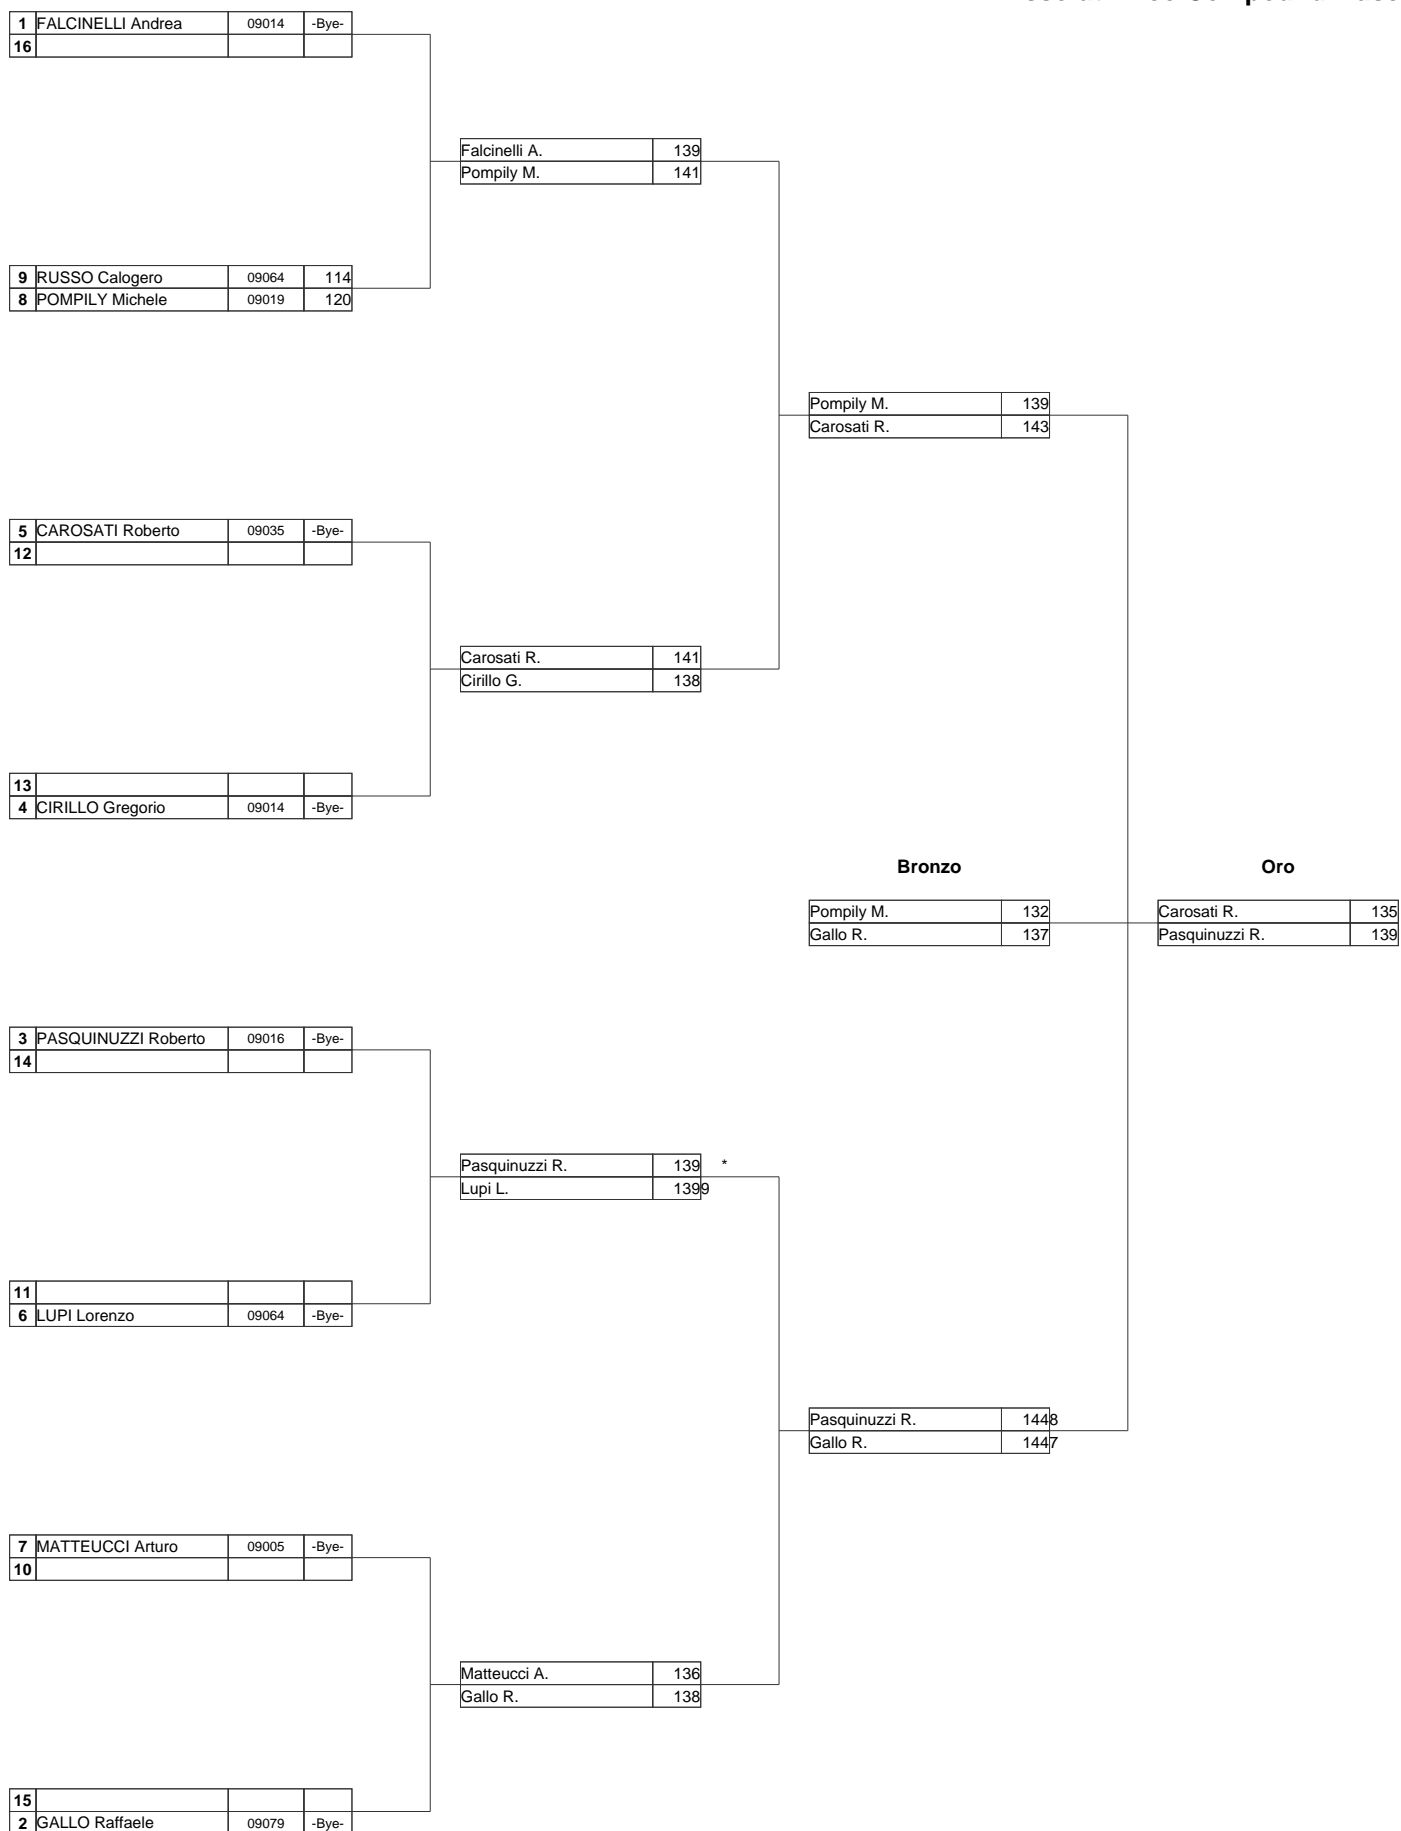 1 FALCINELLI Andrea 09014 -Bye-
16
Falcinelli A. 139
Pompily M. 141
9 RUSSO Calogero 09064 114
8 POMPILY Michele 09019 120
Pompily M. 139
Carosati R. 143
5 CAROSATI Roberto 09035 -Bye-
12
Carosati R. 141
Cirillo G. 138
13
4 CIRILLO Gregorio 09014 -Bye-
Bronzo Oro
Pompily M. 132 Carosati R. 135
Gallo R. 137 Pasquinuzzi R. 139
3 PASQUINUZZI Roberto 09016 -Bye-
14
Pasquinuzzi R. 139 *
Lupi L. 1399
11
6 LUPI Lorenzo 09064 -Bye-
Pasquinuzzi R. 1448
Gallo R. 1447
7 MATTEUCCI Arturo 09005 -Bye-
10
Matteucci A. 136
Gallo R. 138
15
2 GALLO Raffaele 09079 -Bye-